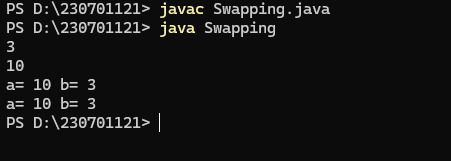 PS D:\230701121> javac Swapping.java
PS D:\230701121> java Swapping
3
10
a= 10 b= 3
a= 10 b= 3
PS D:\230701121>